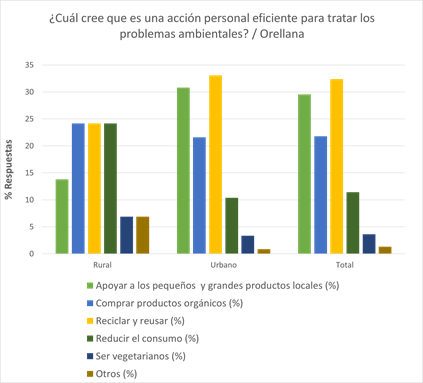 ¿Cuál cree que es una acción personal eficiente para tratar los
problemas ambientales? / Orellana
% Respuestas
35
30
25
20
15
10
5
0
Rural
Urbano
Total
Apoyar a los pequeños y grandes productos locales (%)
Comprar productos orgánicos (%)
Reciclar y reusar (%)
Reducir el consumo (%)
Ser vegetarianos (%)
Otros (%)